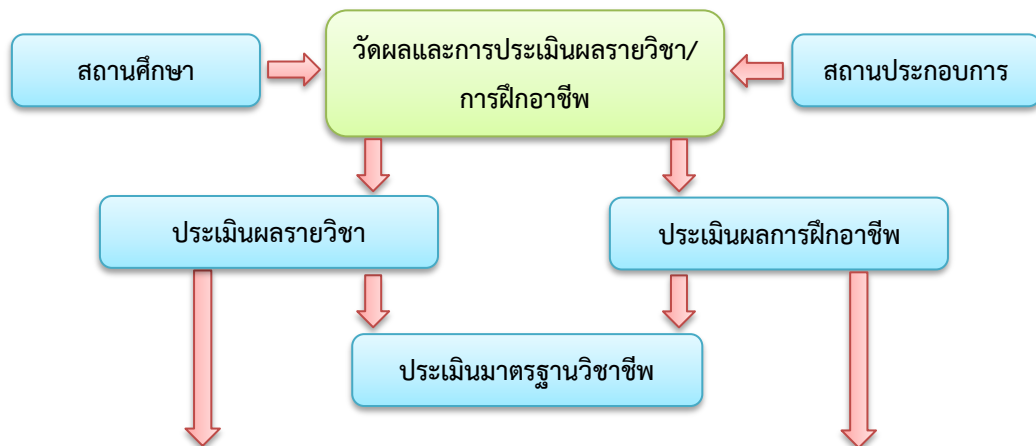 สถานศึกษา
วัดผลและการประเมินผลรายวิชา/
การฝึกอาชีพ
สถานประกอบการ
ประเมินผลรายวิชา
ประเมินผลการฝึกอาชีพ
ประเมินมาตรฐานวิชาชีพ